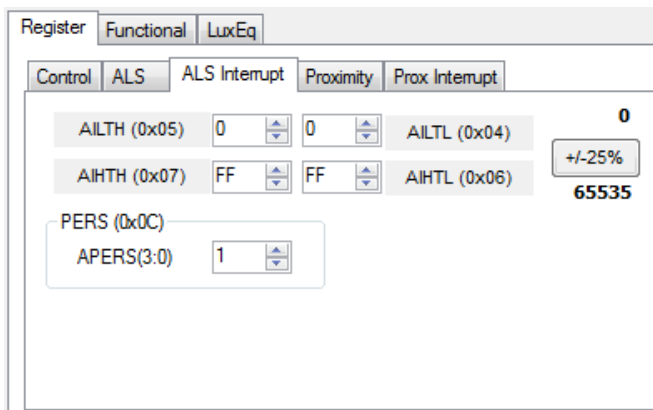 Register Functional LuxEq
Control ALS ALS Interrupt Proximity Prox Interrupt
AILTH (0x05) 0 0 AILTL (0x04) 0
+/-25%
AIHTH (0x07) FF FF AIHTL (0x06) 65535
PERS (0x0C)
APERS(3:0) 1